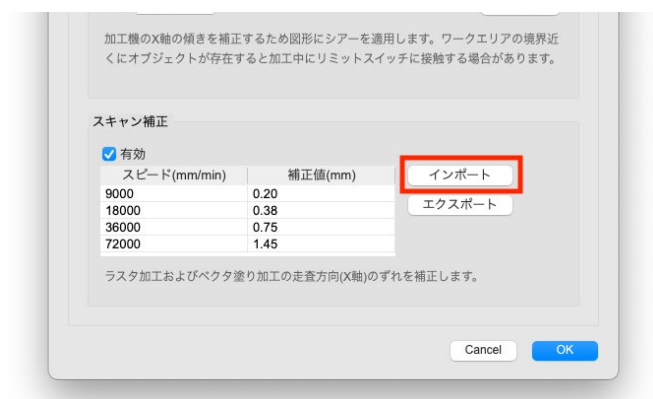 加工機のX軸の傾きを補正するため図形にシアーを適用します。ワークエリアの境界近
くにオブジェクトが存在すると加工中にリミットスイッチに接触する場合があります。
スキャン補正
有効
スピード(mm/min) 補正値(mm) インポート
9000 0.20
18000 0.38 エクスポート
36000 0.75
72000 1.45
ラスタ加工およびベクタ塗り加工の走査方向(X軸)のずれを補正します。
Cancel OK